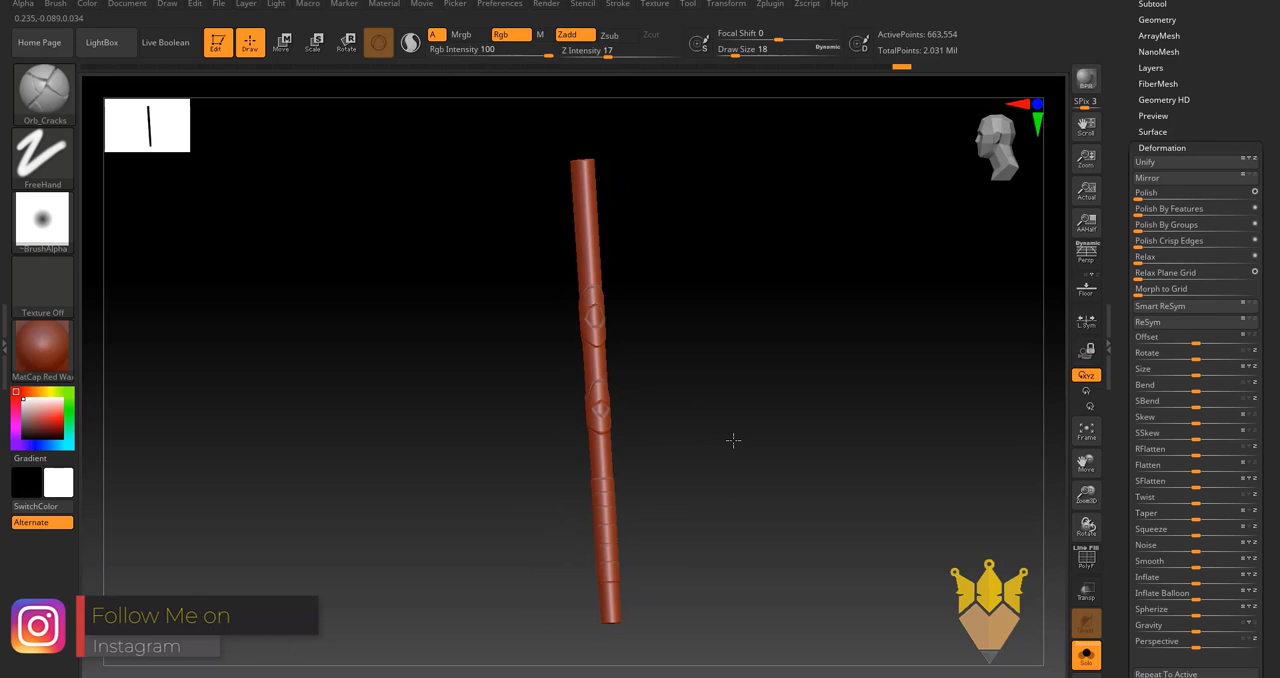 Alpha Brush Color Document Draw Edit File Layer Light Macro Marker Material Movie Picker Preferences Render Stencil Stroke Texture Tool Transform Zplugin Zscript Help
0.235,-0.089,0.034
Home Page LightBox Live Boolean Edit Draw Move Scale Rotate A Mrgb Rgb M Zadd Zsub Zcut Focal Shift 0 ActivePoints: 663,554
Rgb Intensity 100 Z Intensity 17 S Draw Size 18 Dynamic D TotalPoints: 2.031 Mil
Orb_Cracks
FreeHand
~BrushAlpha
Texture Off
MatCap Red Wax
Gradient
SwitchColor
Alternate
Follow Me on
Instagram
BPR
SPix 3
Scroll
Zoom
Actual
AAHalf
Dynamic
Persp
Floor
L.Sym
XYZ
Frame
Move
Zoom3D
Rotate
Line Fill
PolyF
Transp
Solo
Subtool
Geometry
ArrayMesh
NanoMesh
Layers
FiberMesh
Geometry HD
Preview
Surface
Deformation
Unify
Mirror
Polish
Polish By Features
Polish By Groups
Polish Crisp Edges
Relax
Relax Plane Grid
Morph to Grid
Smart ReSym
ReSym
Offset
Rotate
Size
Bend
SBend
Skew
SSkew
RFlatten
Flatten
SFlatten
Twist
Taper
Squeeze
Noise
Smooth
Inflate
Inflate Balloon
Spherize
Gravity
Perspective
Repeat To Active